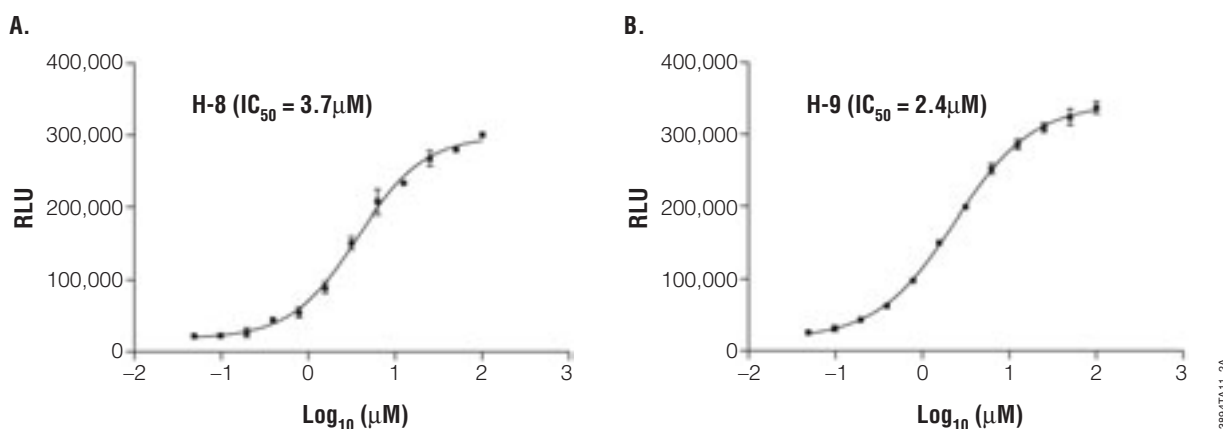 A.
400,000
300,000
200,000
100,000
0
RLU
H-8 (IC50 = 3.7μM)
–2 –1 0 1 2 3
Log10 (μM)
B.
400,000
300,000
200,000
100,000
0
RLU
H-9 (IC50 = 2.4μM)
–2 –1 0 1 2 3
Log10 (μM)